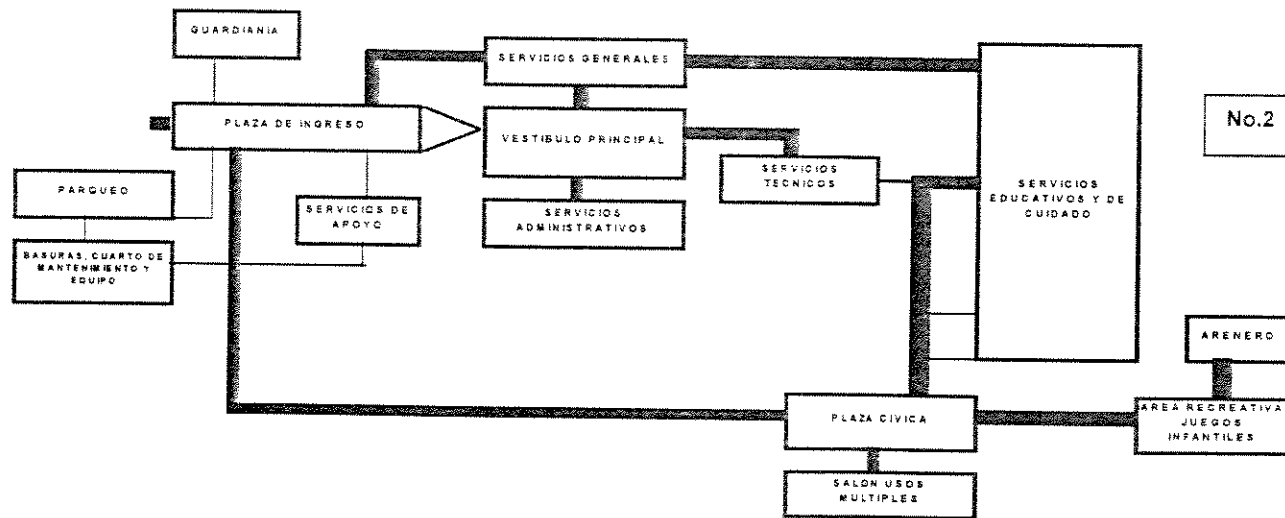 GUARDIANIA
SERVICIOS GENERALES
PLAZA DE INGRESO
VESTIBULO PRINCIPAL
No.2
PARQUEO
SERVICIOS
TECNICOS
SERVICIOS
EDUCATIVOS Y DE
CUIDADO
SERVICIOS DE
APOYO
SERVICIOS
ADMINISTRATIVOS
BASURAS, CUARTO DE
MANTENIMIENTO Y
EQUIPO
ARENERO
PLAZA CIVICA
AREA RECREATIVA
JUEGOS
INFANTILES
SALON USOS
MULTIPLES